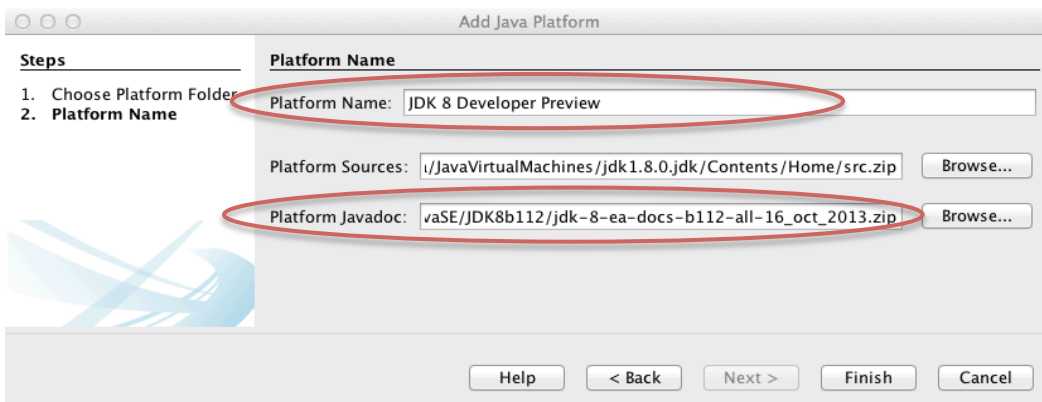 Add Java Platform
Steps
1. Choose Platform Folder
2. Platform Name
Platform Name
Platform Name: JDK 8 Developer Preview
Platform Sources: /JavaVirtualMachines/jdk1.8.0.jdk/Contents/Home/src.zip Browse...
Platform Javadoc: vaSE/JDK8b112/jdk-8-ea-docs-b112-all-16_oct_2013.zip Browse...
Help < Back Next > Finish Cancel